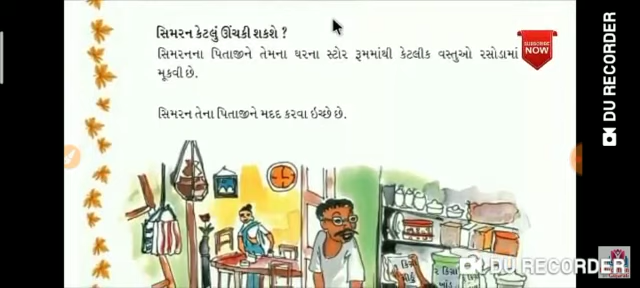 સિમરન કેટલું ઊંચકી શકશે ?
સિમરનના પિતાજીને તેમના ઘરના સ્ટોર રૂમમાંથી કેટલીક વસ્તુઓ રસોડામાં
મૂકવી છે.
સિમરન તેના પિતાજીને મદદ કરવા ઇચ્છે છે.
SUBSCRIBE
NOW
DU RECORDER
DU RECORDER